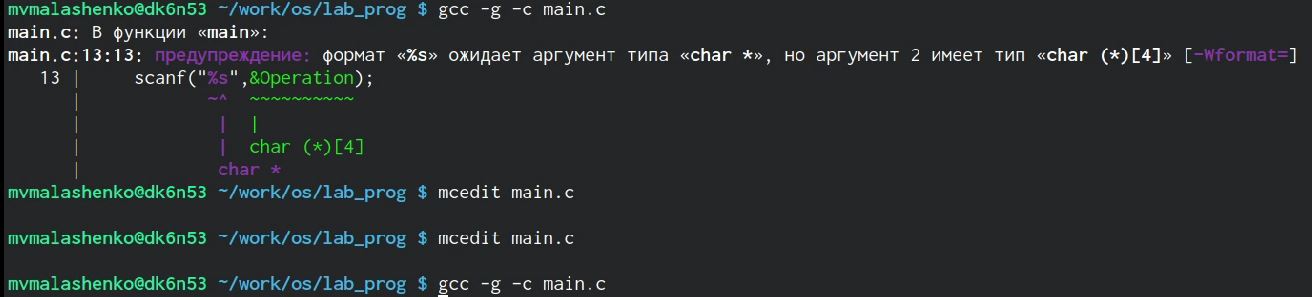 mvmalashenko@dk6n53 ~/work/os/lab_prog $ gcc -g -c main.c
main.c: В функции «main»:
main.c:13:13: предупреждение: формат «%s» ожидает аргумент типа «char *», но аргумент 2 имеет тип «char (*)[4]» [-Wformat=]
   13 |     scanf("%s",&Operation);
      |            ~^  ~~~~~~~~~~
      |             |  |
      |             |  char (*)[4]
      |             char *
mvmalashenko@dk6n53 ~/work/os/lab_prog $ mcedit main.c
mvmalashenko@dk6n53 ~/work/os/lab_prog $ mcedit main.c
mvmalashenko@dk6n53 ~/work/os/lab_prog $ gcc -g -c main.c